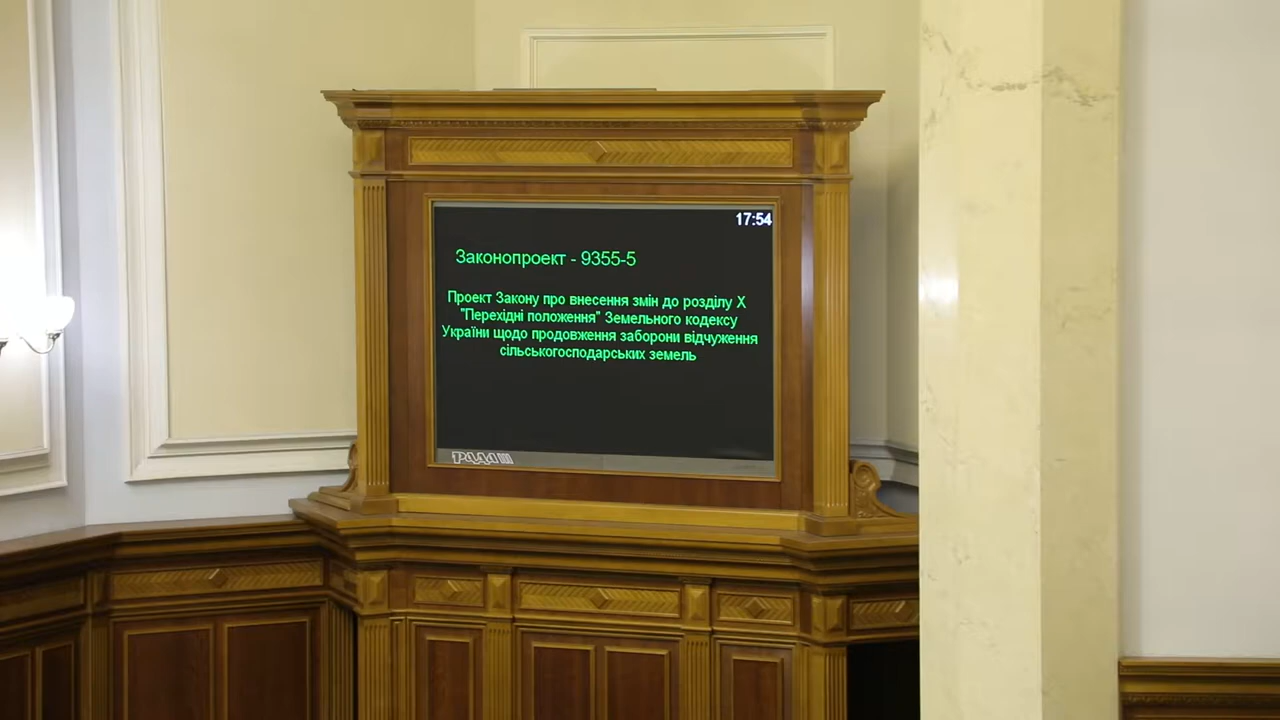 17:54
Законопроект - 9355-5
Проект Закону про внесення змін до розділу X
"Перехідні положення" Земельного кодексу
України щодо продовження заборони відчуження
сільськогосподарських земель
РАДА